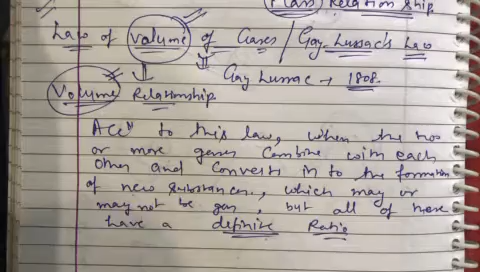 (Mass) Relationship
Law of Volume of Gases / Gay Lussac's Law
Gay Lussac → 1808.
Volume Relationship.
Accn to this law, when the two
or more gases combine with each
other and converts in to the formation
of new substances, which may or
may not be gas, but all of these
have a definite Ratio